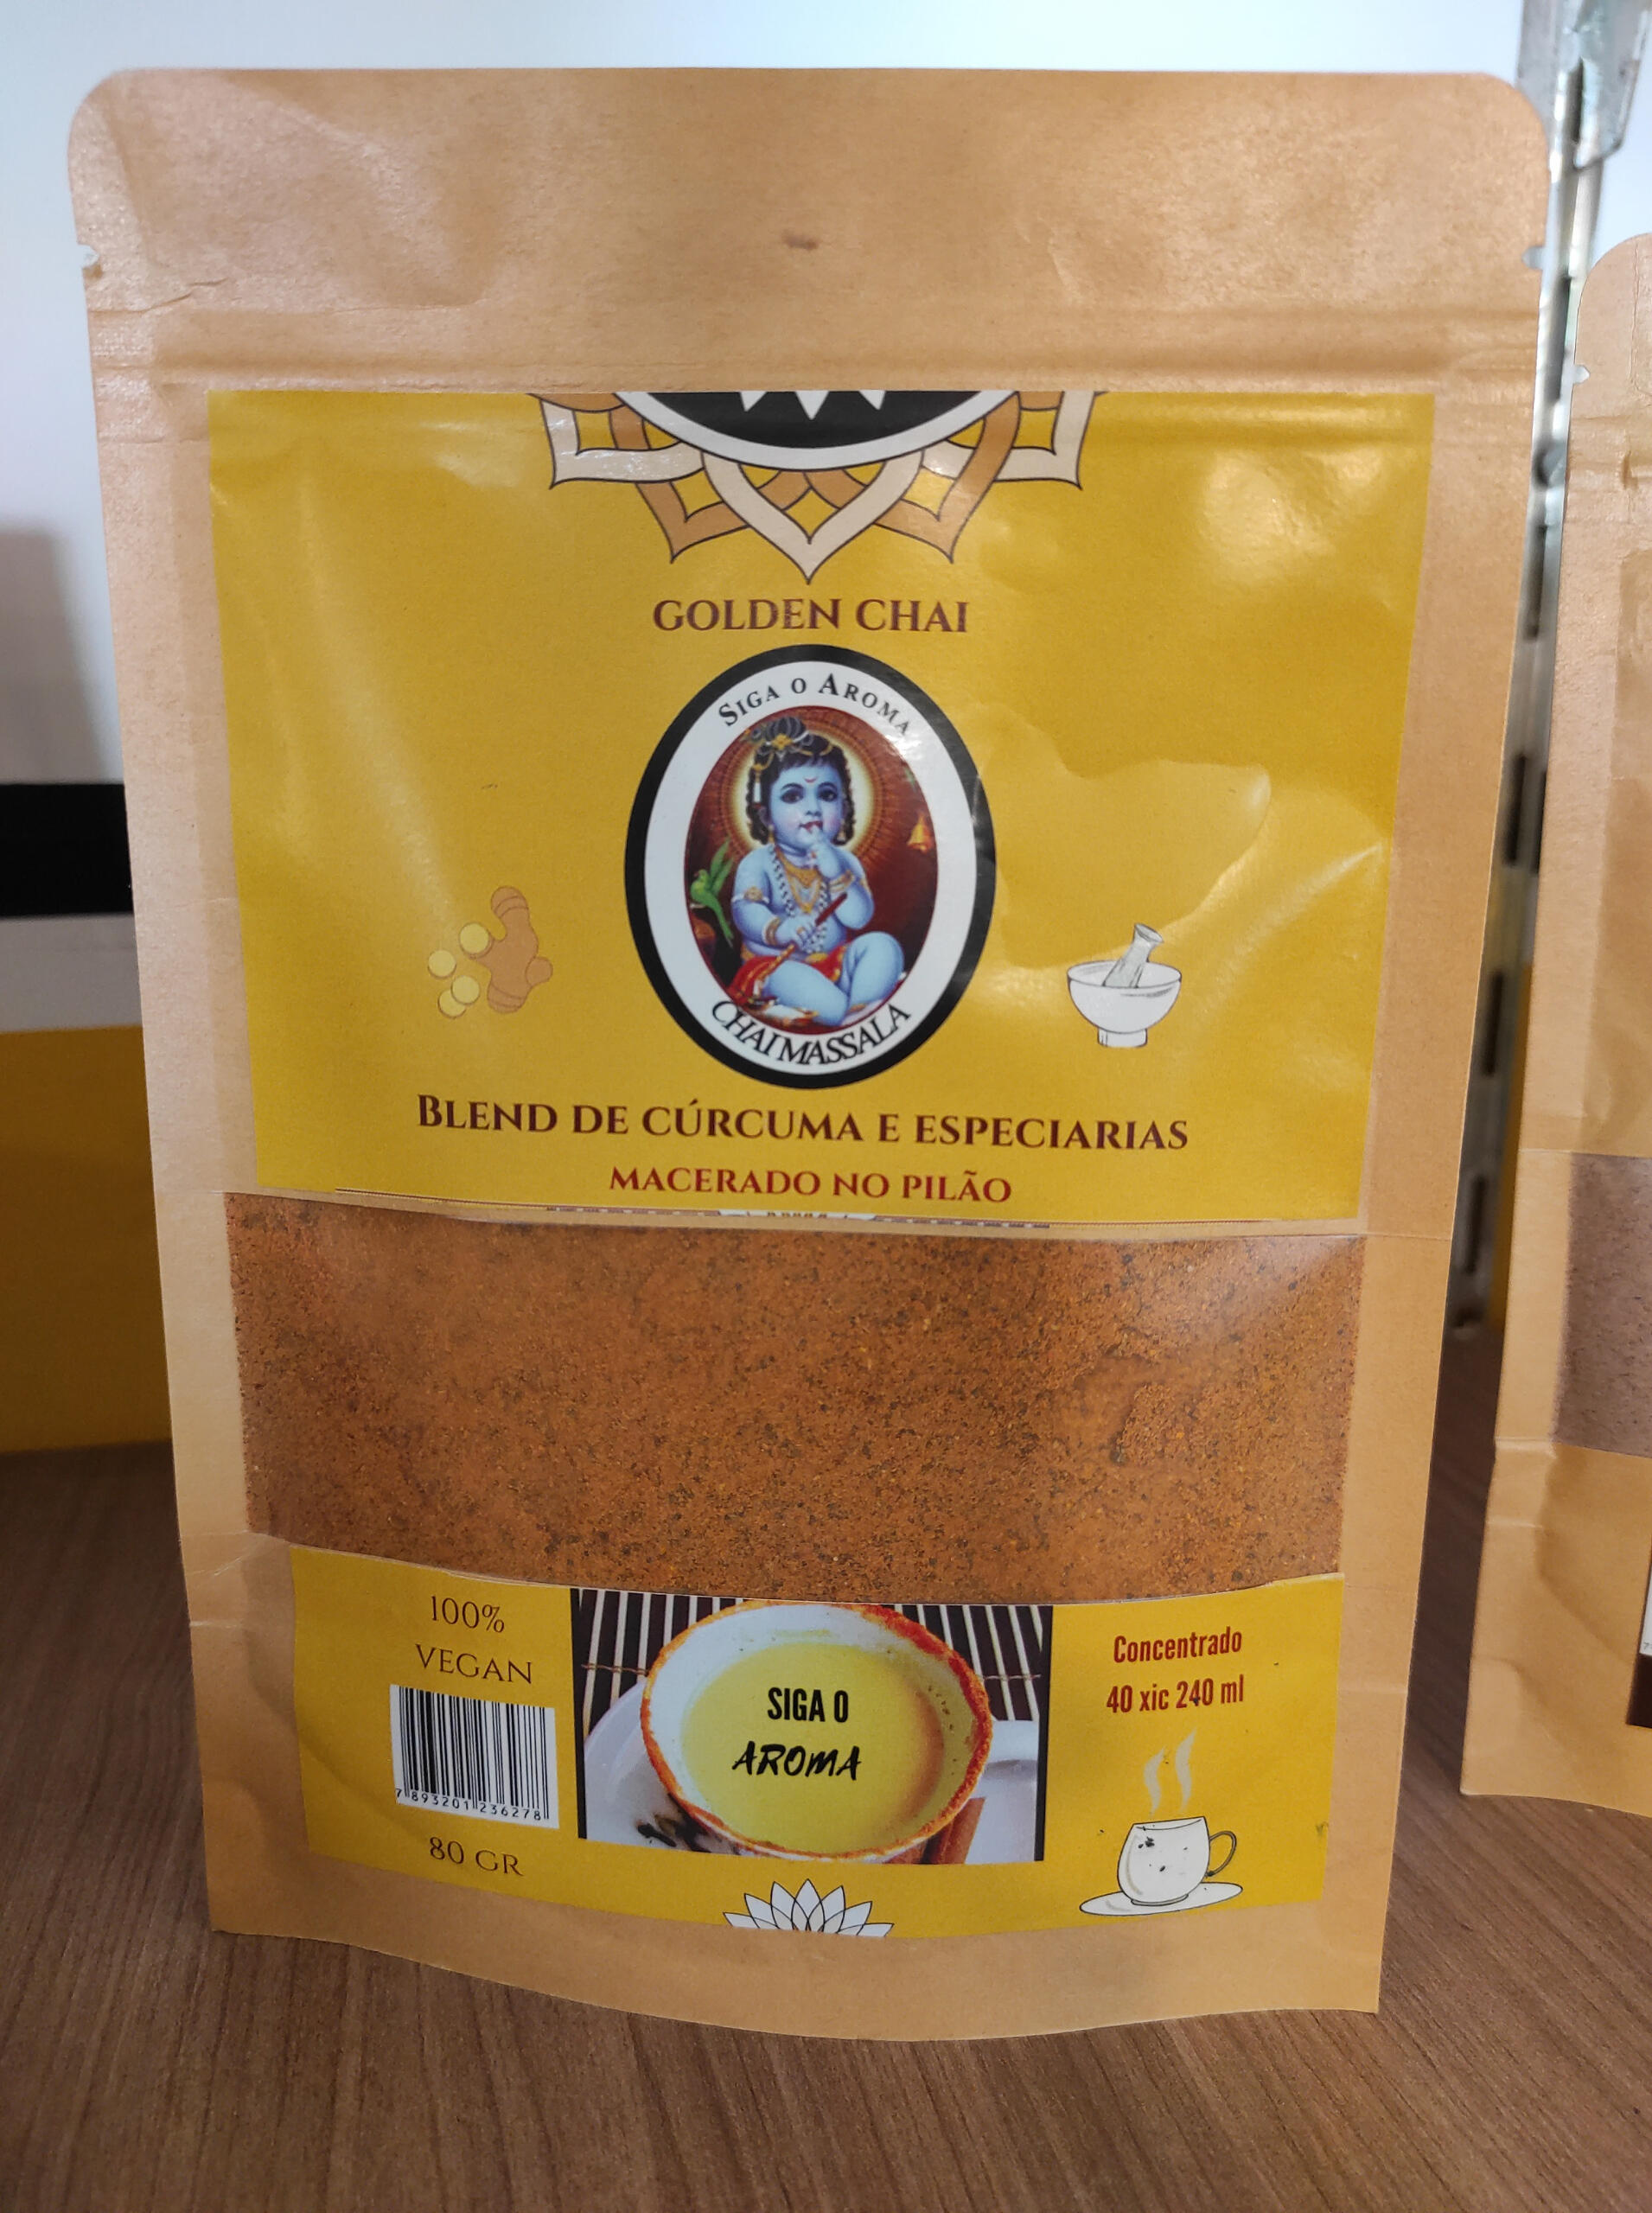 GOLDEN CHAI
SIGA O AROMA
CHAI MASSALA
BLEND DE CÚRCUMA E ESPECIARIAS
MACERADO NO PILÃO
100%
VEGAN
7 893201 236278
80 GR
SIGA O
AROMA
Concentrado
40 xic 240 ml